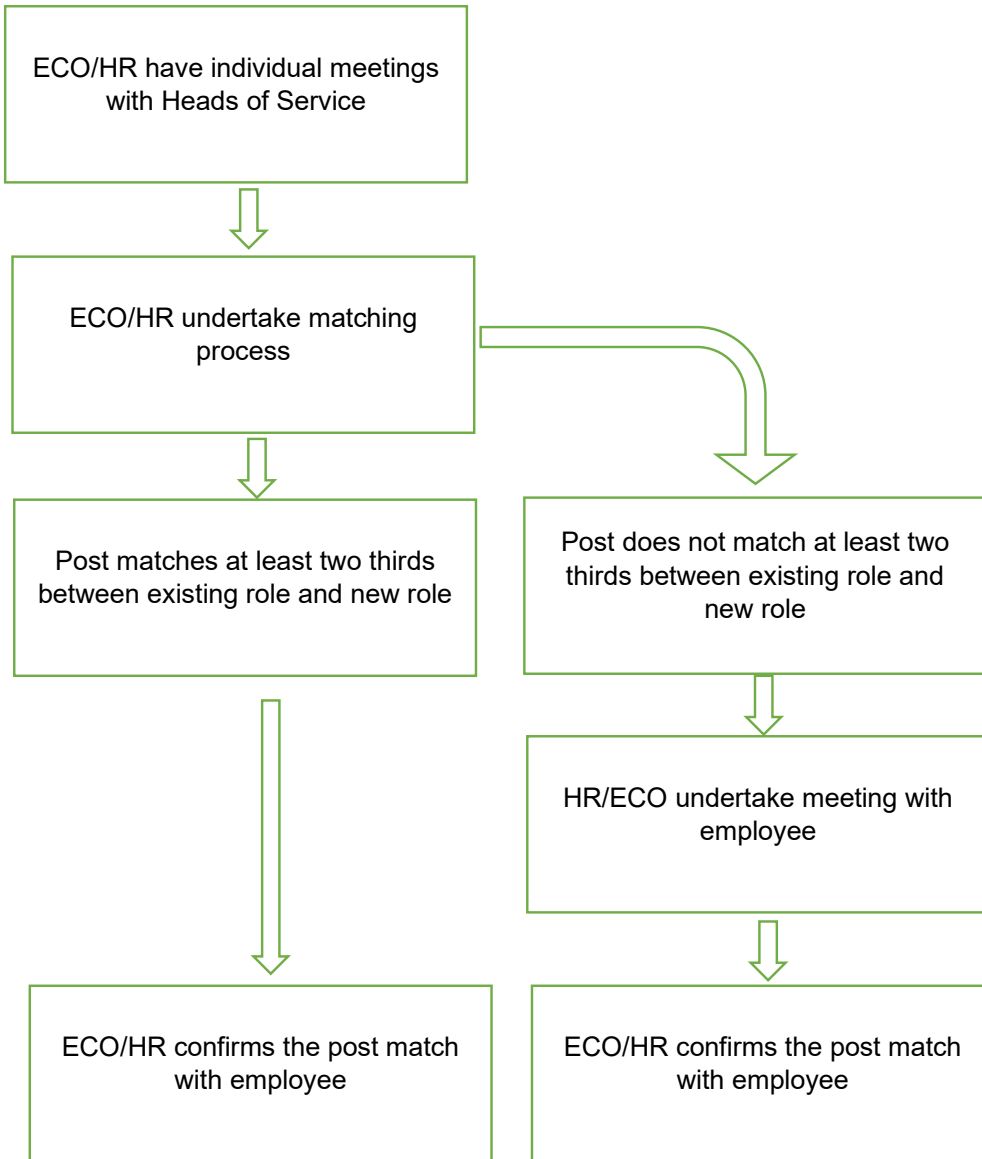 ECO/HR have individual meetings
with Heads of Service
ECO/HR undertake matching
process
Post matches at least two thirds
between existing role and new role
Post does not match at least two
thirds between existing role and
new role
HR/ECO undertake meeting with
employee
ECO/HR confirms the post match
with employee
ECO/HR confirms the post match
with employee